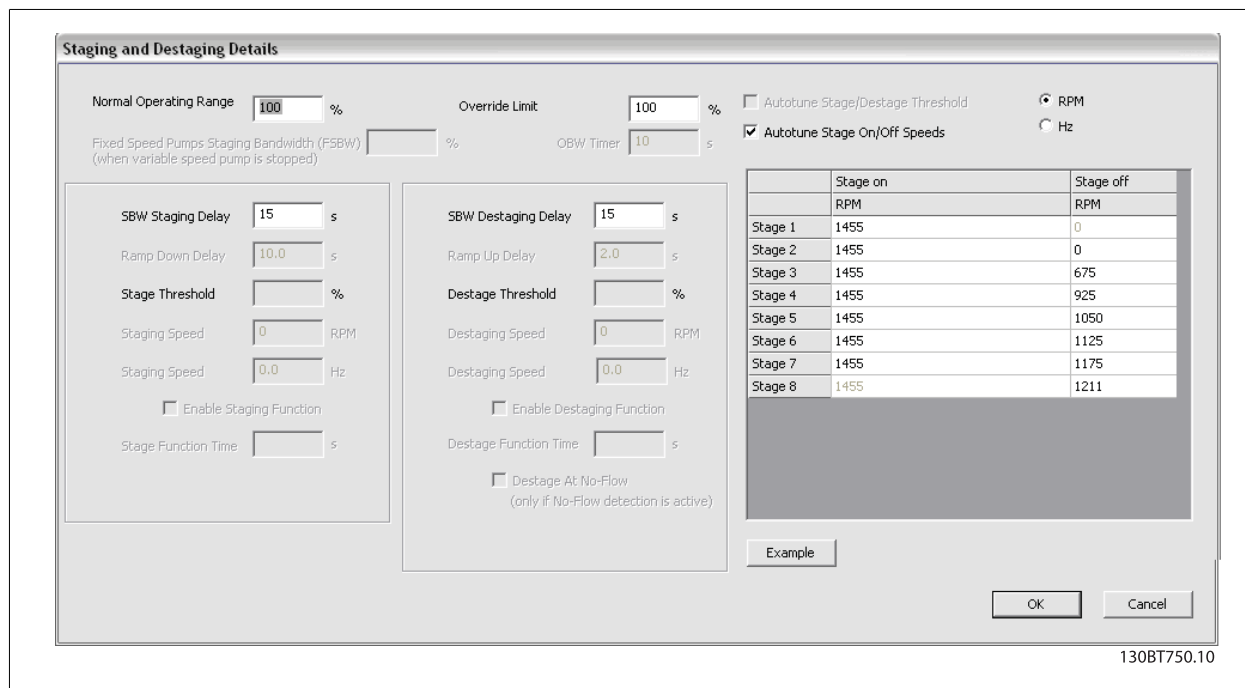 Staging and Destaging Details
Normal Operating Range 100 % Override Limit 100 %
Fixed Speed Pumps Staging Bandwidth (FSBW) % OBW Timer 10 s
(when variable speed pump is stopped)
Autotune Stage/Destage Threshold RPM
Autotune Stage On/Off Speeds Hz
SBW Staging Delay 15 s
Ramp Down Delay 10.0 s
Stage Threshold %
Staging Speed 0 RPM
Staging Speed 0.0 Hz
Enable Staging Function
Stage Function Time s
SBW Destaging Delay 15 s
Ramp Up Delay 2.0 s
Destage Threshold %
Destaging Speed 0 RPM
Destaging Speed 0.0 Hz
Enable Destaging Function
Destage Function Time s
Destage At No-Flow
(only if No-Flow detection is active)
Stage on Stage off
RPM RPM
Stage 1 1455 0
Stage 2 1455 0
Stage 3 1455 675
Stage 4 1455 925
Stage 5 1455 1050
Stage 6 1455 1125
Stage 7 1455 1175
Stage 8 1455 1211
Example
OK Cancel
130BT750.10